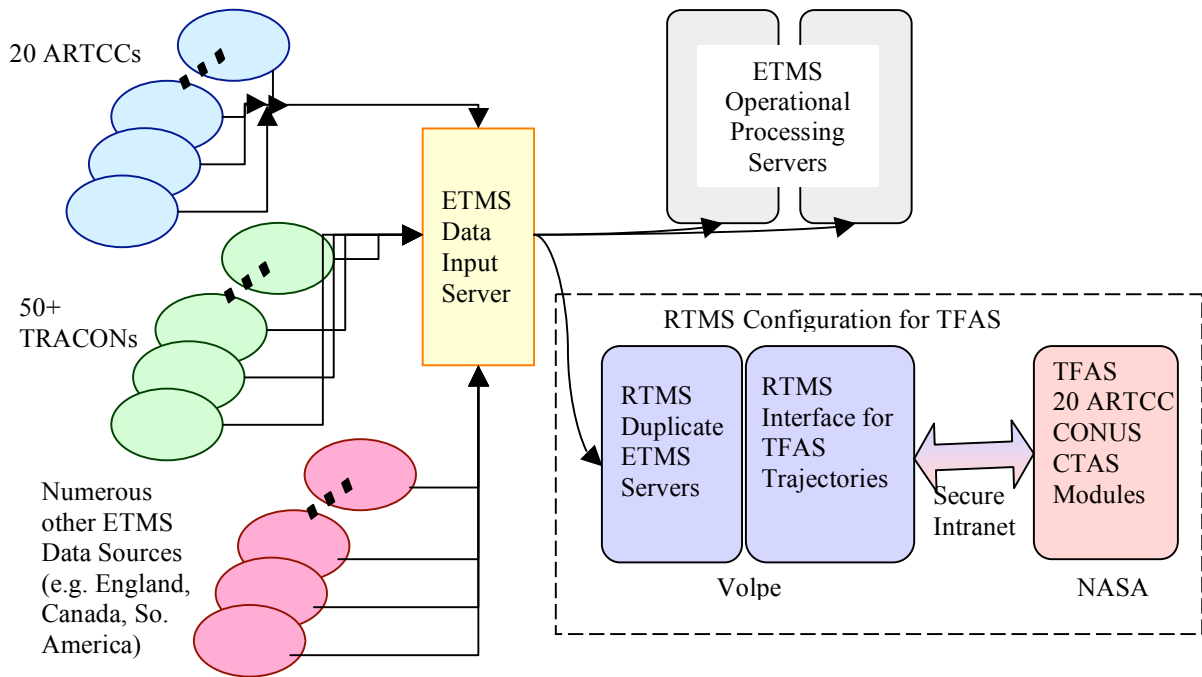 20 ARTCCs
50+
TRACONs
Numerous
other ETMS
Data Sources
(e.g. England,
Canada, So.
America)
ETMS
Data
Input
Server
ETMS
Operational
Processing
Servers
RTMS Configuration for TFAS
RTMS
Duplicate
ETMS
Servers
RTMS
Interface for
TFAS
Trajectories
Secure
Intranet
TFAS
20 ARTCC
CONUS
CTAS
Modules
Volpe
NASA